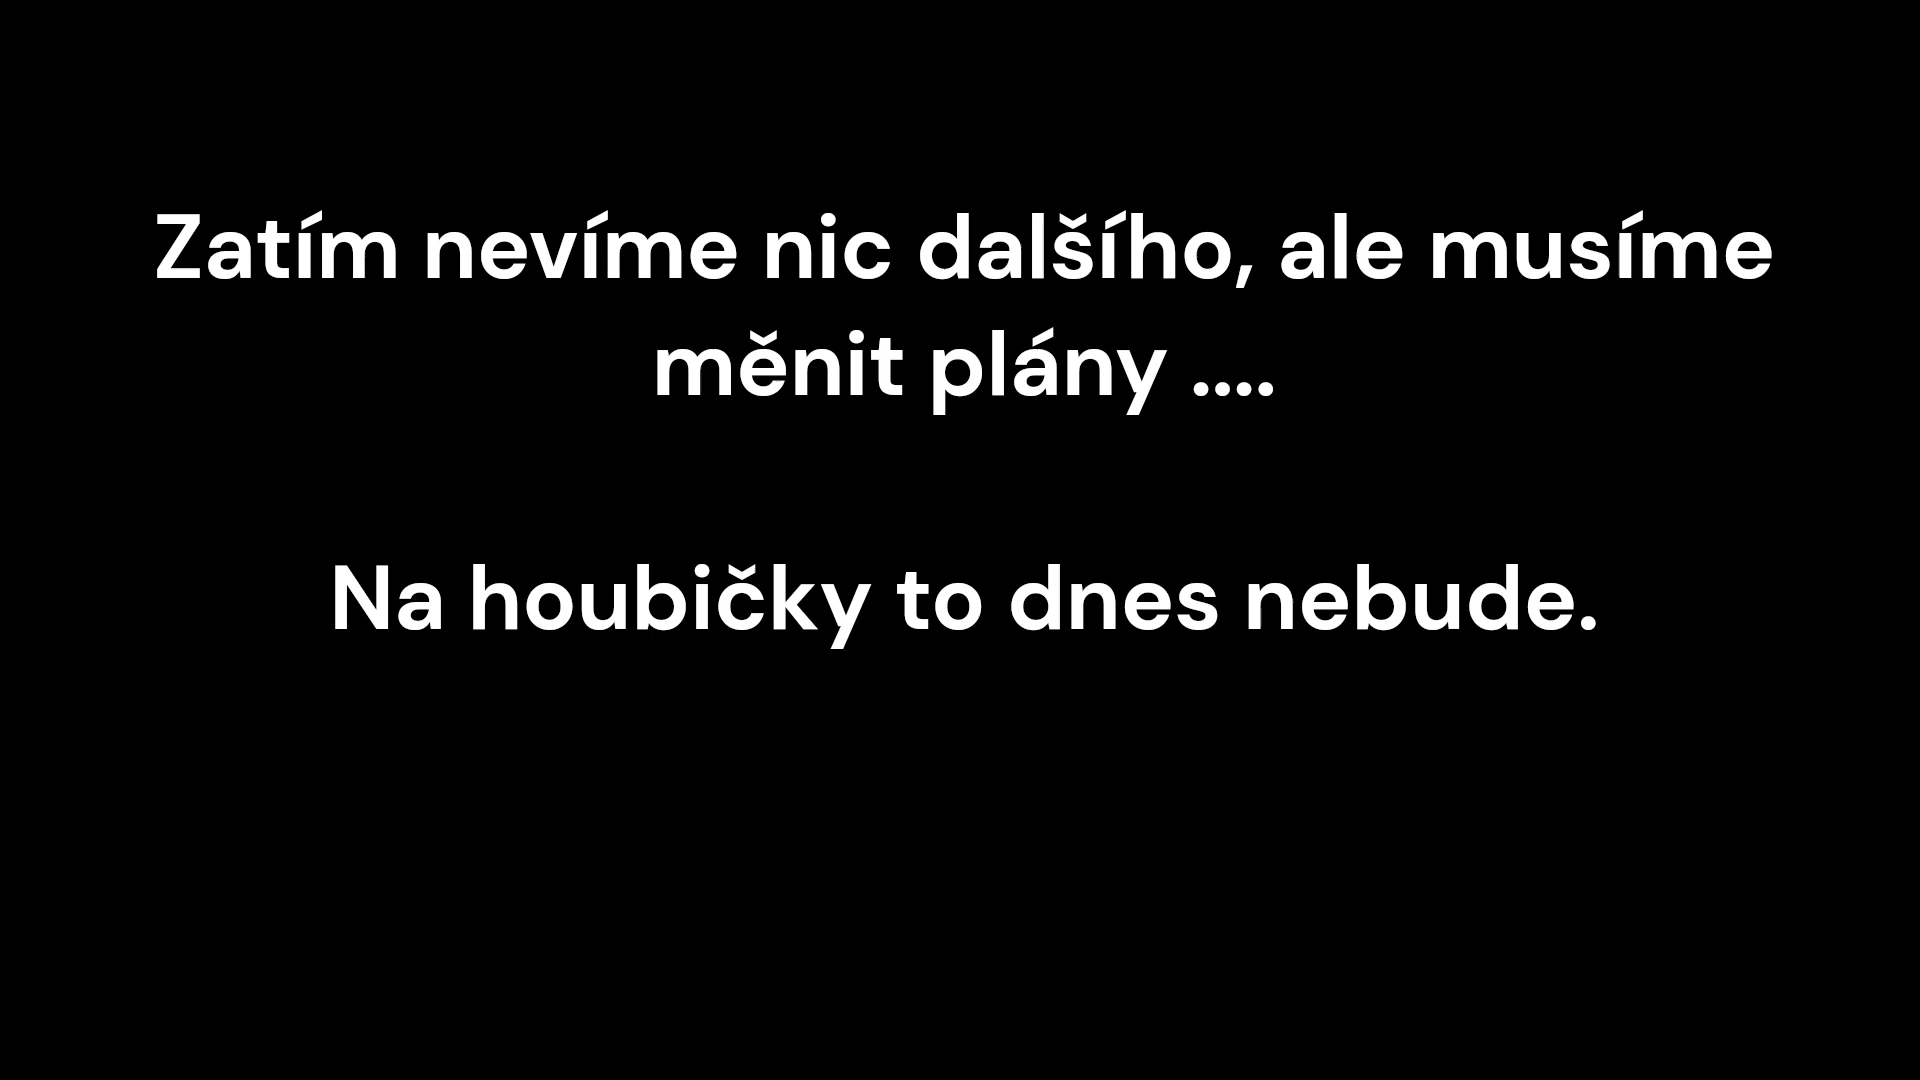 Zatím nevíme nic dalšího, ale musíme
měnit plány ....
Na houbičky to dnes nebude.